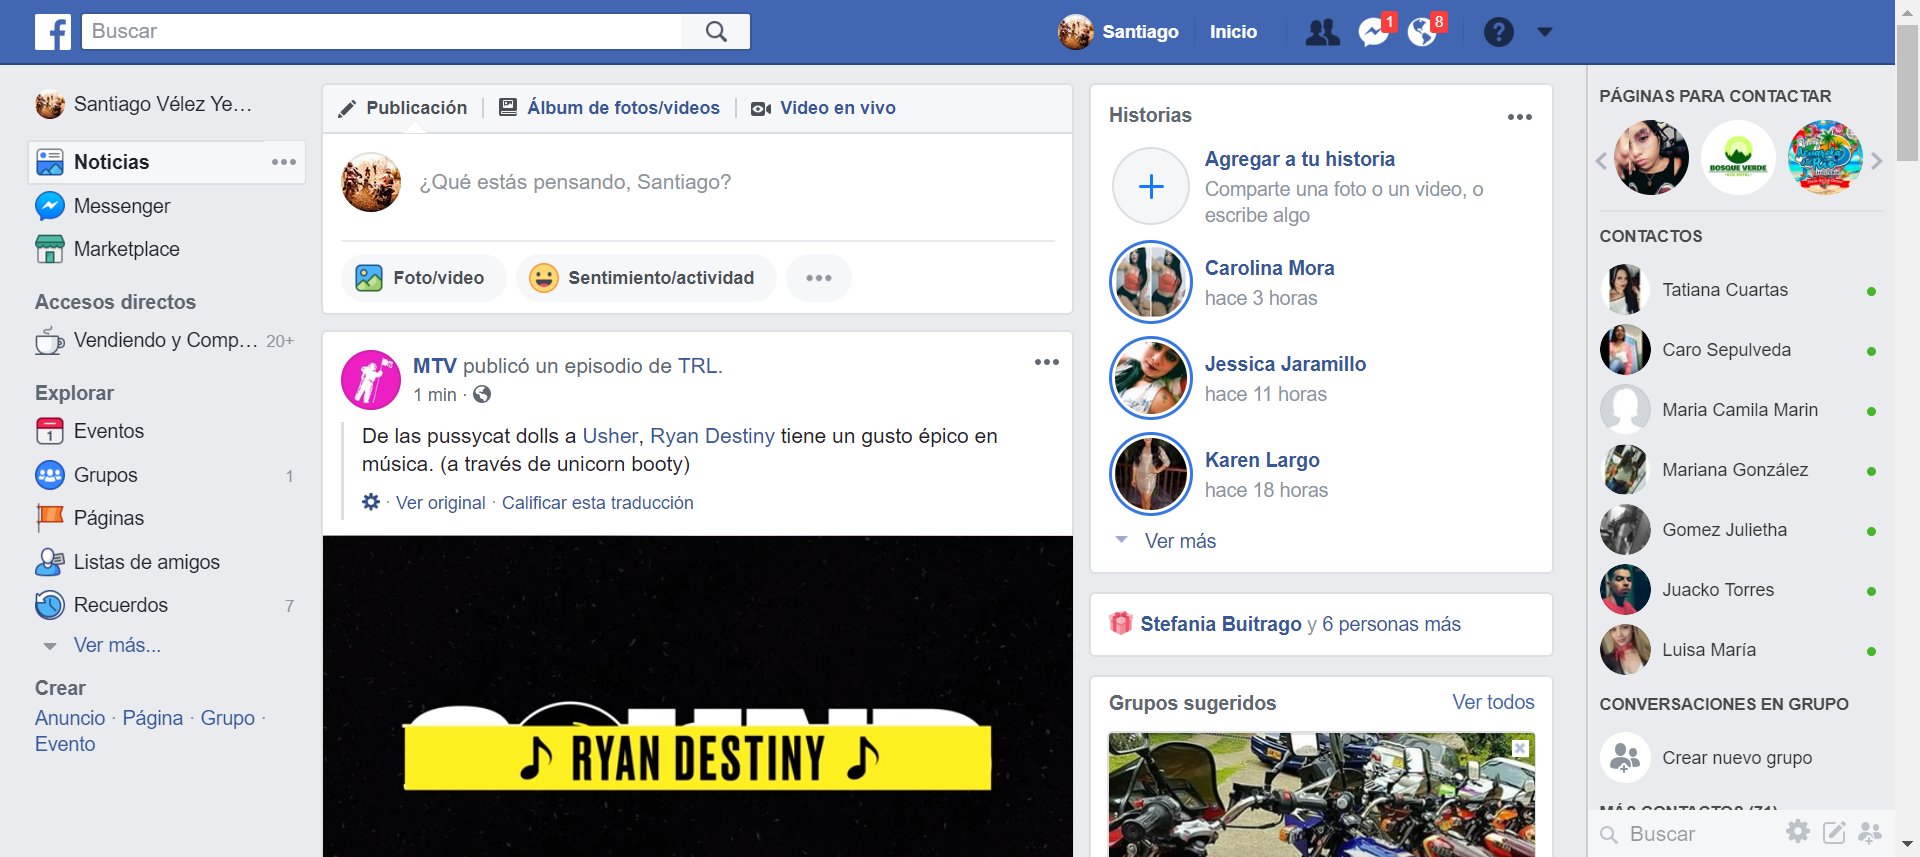 Buscar
Santiago
Inicio
1
8
Santiago Vélez Ye...
Noticias
Messenger
Marketplace
Accesos directos
Vendiendo y Comp... 20+
Explorar
1
Eventos
Grupos 1
Páginas
Listas de amigos
Recuerdos 7
Ver más...
Crear
Anuncio · Página · Grupo ·
Evento
Publicación
Álbum de fotos/videos
Video en vivo
¿Qué estás pensando, Santiago?
Foto/video
Sentimiento/actividad
MTV publicó un episodio de TRL.
1 min ·
De las pussycat dolls a Usher, Ryan Destiny tiene un gusto épico en
música. (a través de unicorn booty)
· Ver original · Calificar esta traducción
RYAN DESTINY
Historias
Agregar a tu historia
Comparte una foto o un video, o
escribe algo
Carolina Mora
hace 3 horas
Jessica Jaramillo
hace 11 horas
Karen Largo
hace 18 horas
Ver más
Stefania Buitrago y 6 personas más
Grupos sugeridos
Ver todos
PÁGINAS PARA CONTACTAR
BOSQUE VERDE
CONTACTOS
Tatiana Cuartas
Caro Sepulveda
Maria Camila Marin
Mariana González
Gomez Julietha
Juacko Torres
Luisa María
CONVERSACIONES EN GRUPO
Crear nuevo grupo
MÁS CONTACTOS (71)
Buscar